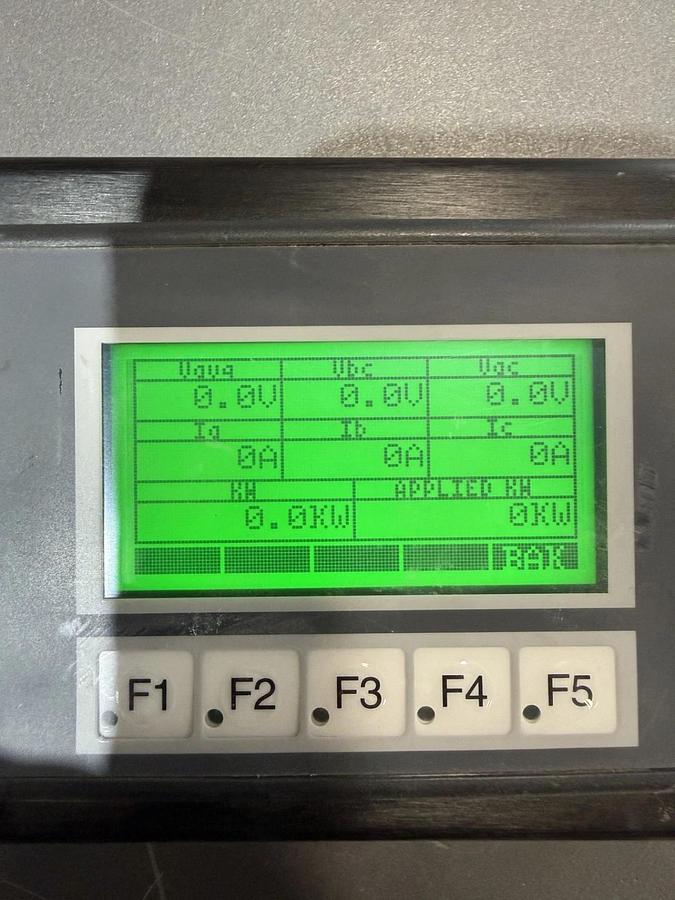 Vavg Vbc Vac
0.0V 0.0V 0.0V
Ia Ib Ic
0A 0A 0A
KW APPLIED KW
0.0KW 0KW
BAK
F1 F2 F3 F4 F5